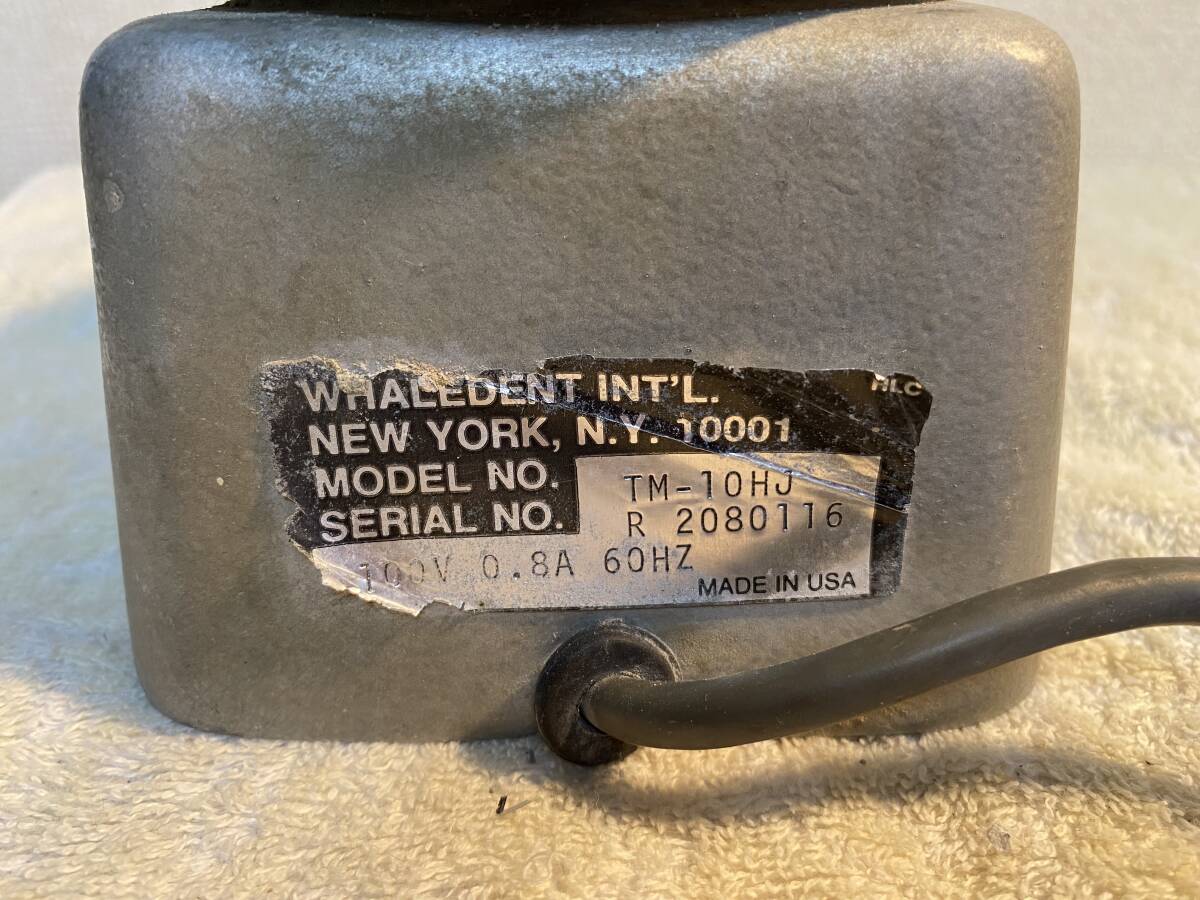 WHALEDENT INT'L.
HLC
NEW YORK, N.Y. 10001
MODEL NO. TM-10HJ
SERIAL NO. R 2080116
100V 0.8A 60HZ
MADE IN USA